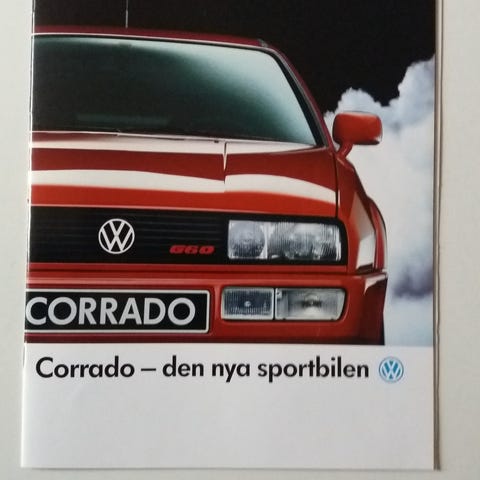 G60
CORRADO
Corrado – den nya sportbilen